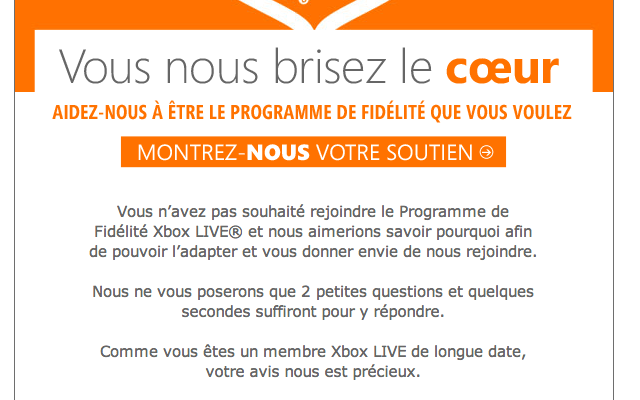 Vous nous brisez le cœur
AIDEZ-NOUS À ÊTRE LE PROGRAMME DE FIDÉLITÉ QUE VOUS VOULEZ
MONTREZ-NOUS VOTRE SOUTIEN
Vous n’avez pas souhaité rejoindre le Programme de
Fidélité Xbox LIVE® et nous aimerions savoir pourquoi afin
de pouvoir l’adapter et vous donner envie de nous rejoindre.
Nous ne vous poserons que 2 petites questions et quelques
secondes suffiront pour y répondre.
Comme vous êtes un membre Xbox LIVE de longue date,
votre avis nous est précieux.